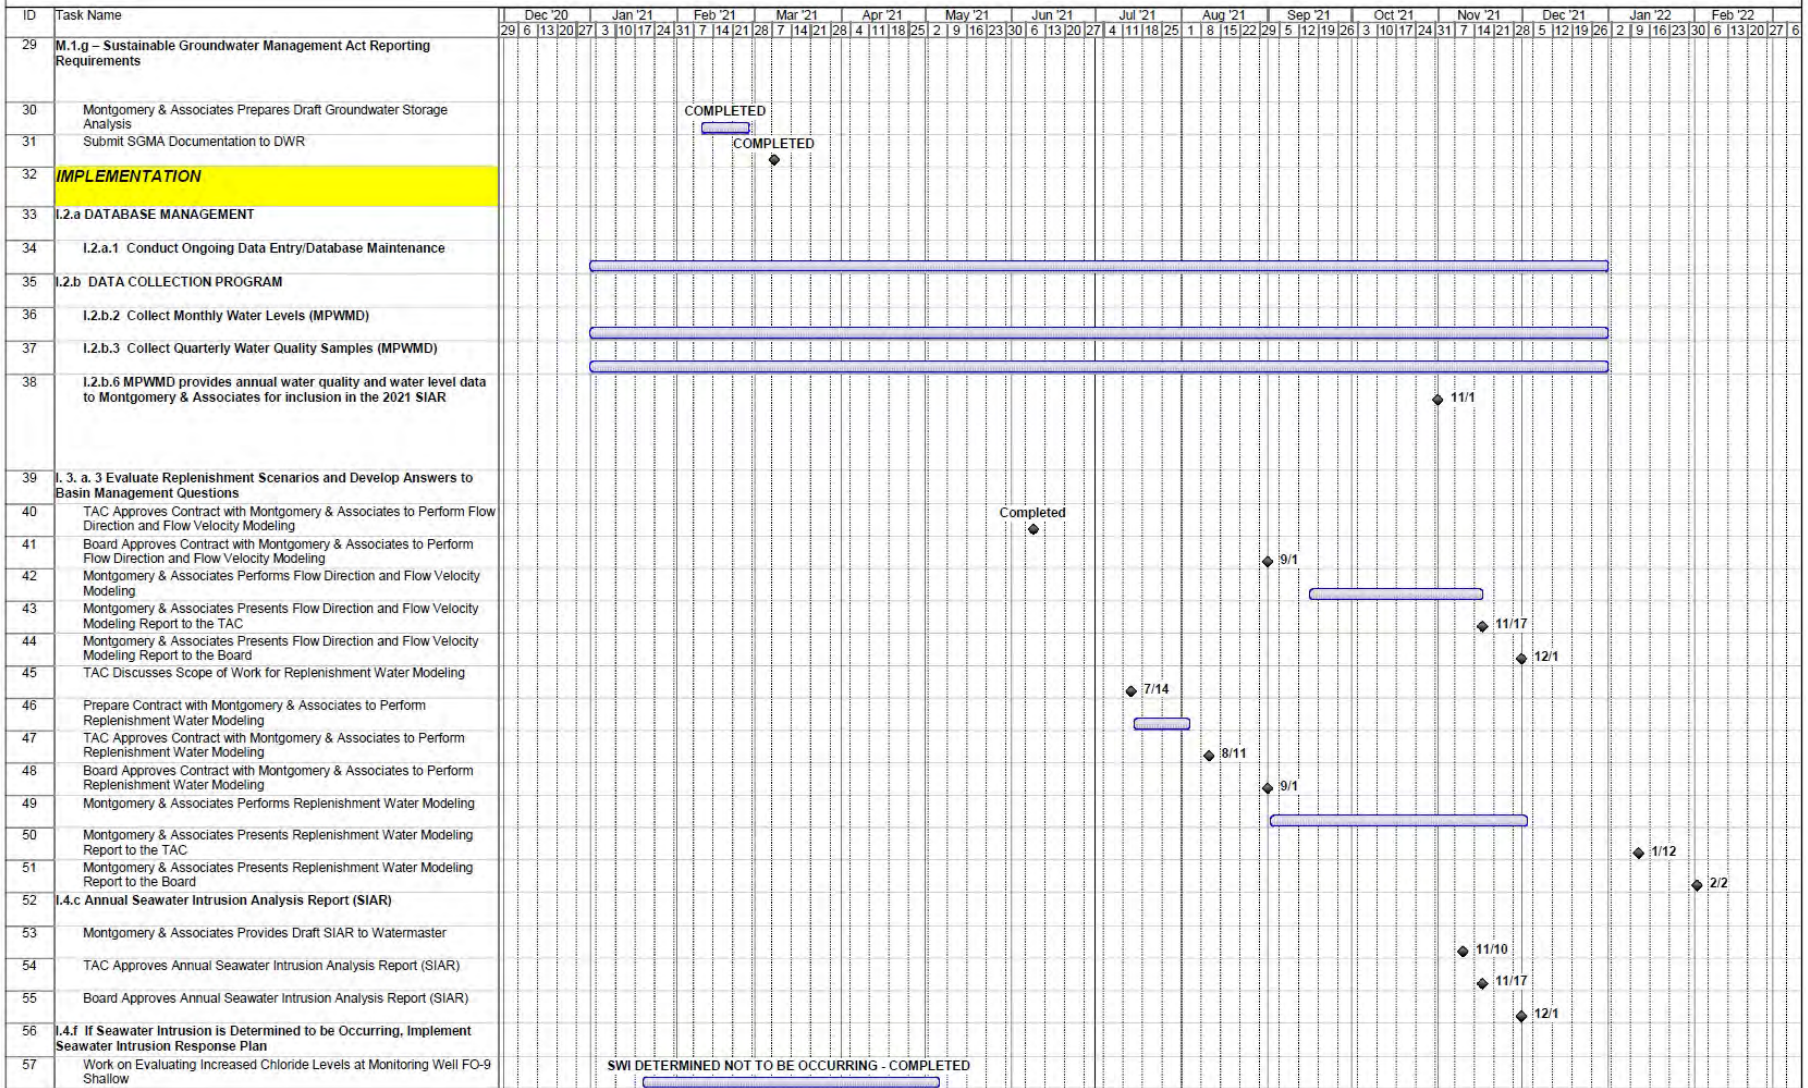 ID Task Name Dec '20 Jan '21 Feb '21 Mar '21 Apr '21 May '21 Jun '21 Jul '21 Aug '21 Sep '21 Oct '21 Nov '21 Dec '21 Jan '22 Feb '22
29 6 13 20 27 3 10 17 24 31 7 14 21 28 7 14 21 28 4 11 18 25 2 9 16 23 30 6 13 20 27 4 11 18 25 1 8 15 22 29 5 12 19 26 3 10 17 24 31 7 14 21 28 5 12 19 26 2 9 16 23 30 6 13 20 27 6
29 M.1.g – Sustainable Groundwater Management Act Reporting
Requirements
30 Montgomery & Associates Prepares Draft Groundwater Storage COMPLETED
Analysis
31 Submit SGMA Documentation to DWR COMPLETED
32 IMPLEMENTATION
33 I.2.a DATABASE MANAGEMENT
34 I.2.a.1 Conduct Ongoing Data Entry/Database Maintenance
35 I.2.b DATA COLLECTION PROGRAM
36 I.2.b.2 Collect Monthly Water Levels (MPWMD)
37 I.2.b.3 Collect Quarterly Water Quality Samples (MPWMD)
38 I.2.b.6 MPWMD provides annual water quality and water level data
to Montgomery & Associates for inclusion in the 2021 SIAR 11/1
39 I. 3. a. 3 Evaluate Replenishment Scenarios and Develop Answers to
Basin Management Questions
40 TAC Approves Contract with Montgomery & Associates to Perform Flow Completed
Direction and Flow Velocity Modeling
41 Board Approves Contract with Montgomery & Associates to Perform
Flow Direction and Flow Velocity Modeling 9/1
42 Montgomery & Associates Performs Flow Direction and Flow Velocity
Modeling
43 Montgomery & Associates Presents Flow Direction and Flow Velocity
Modeling Report to the TAC 11/17
44 Montgomery & Associates Presents Flow Direction and Flow Velocity
Modeling Report to the Board 12/1
45 TAC Discusses Scope of Work for Replenishment Water Modeling
7/14
46 Prepare Contract with Montgomery & Associates to Perform
Replenishment Water Modeling
47 TAC Approves Contract with Montgomery & Associates to Perform
Replenishment Water Modeling 8/11
48 Board Approves Contract with Montgomery & Associates to Perform
Replenishment Water Modeling 9/1
49 Montgomery & Associates Performs Replenishment Water Modeling
50 Montgomery & Associates Presents Replenishment Water Modeling
Report to the TAC 1/12
51 Montgomery & Associates Presents Replenishment Water Modeling
Report to the Board 2/2
52 I.4.c Annual Seawater Intrusion Analysis Report (SIAR)
53 Montgomery & Associates Provides Draft SIAR to Watermaster
11/10
54 TAC Approves Annual Seawater Intrusion Analysis Report (SIAR)
11/17
55 Board Approves Annual Seawater Intrusion Analysis Report (SIAR)
12/1
56 I.4.f If Seawater Intrusion is Determined to be Occurring, Implement
Seawater Intrusion Response Plan
57 Work on Evaluating Increased Chloride Levels at Monitoring Well FO-9 SWI DETERMINED NOT TO BE OCCURRING - COMPLETED
Shallow